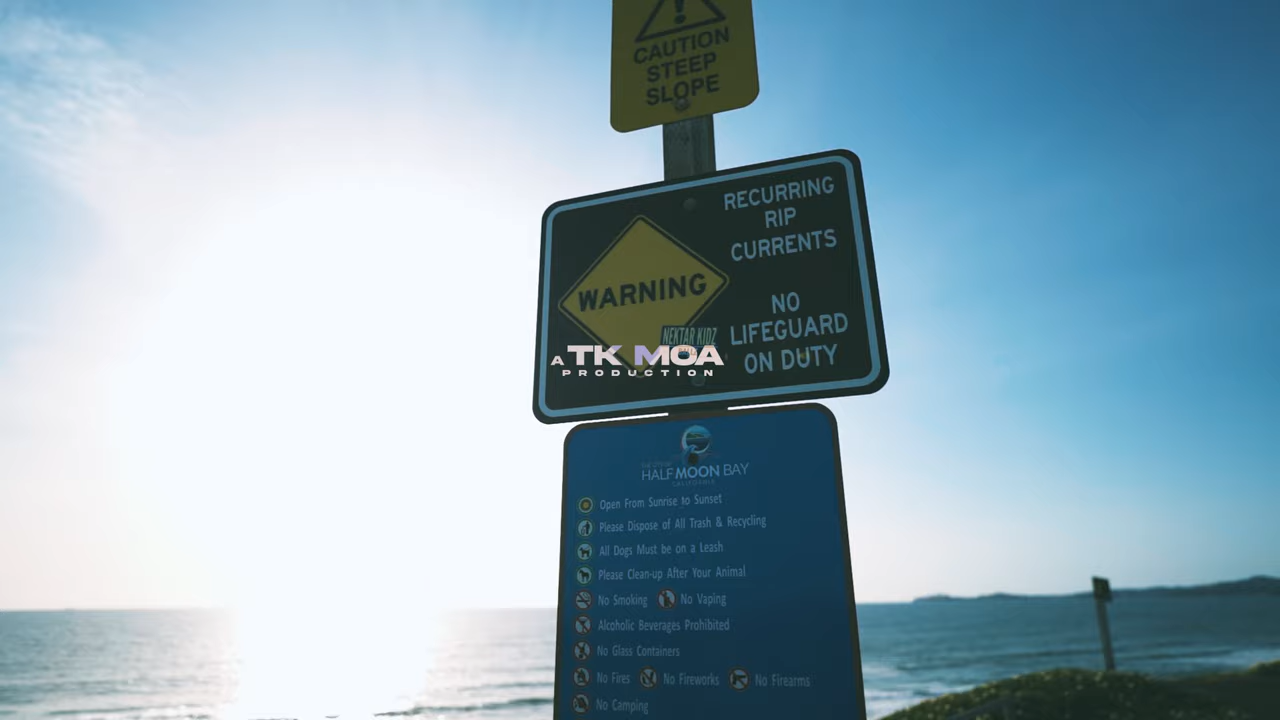 CAUTION
STEEP
SLOPE
RECURRING
RIP
CURRENTS
WARNING
NO
LIFEGUARD
ON DUTY
NEKTAR KIDZ
A TK MOA
PRODUCTION
HALF MOON BAY
CALIFORNIA
Open From Sunrise to Sunset
Please Dispose of All Trash & Recycling
All Dogs Must be on a Leash
Please Clean-up After Your Animal
No Smoking No Vaping
Alcoholic Beverages Prohibited
No Glass Containers
No Fires No Fireworks No Firearms
No Camping